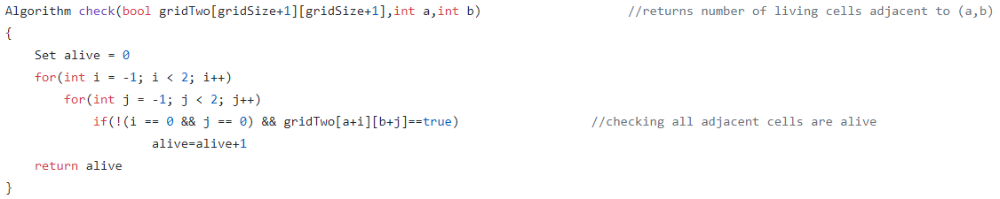 Algorithm check(bool gridTwo[gridSize+1][gridSize+1],int a,int b) //returns number of living cells adjacent to (a,b)
{
    Set alive = 0
    for(int i = -1; i < 2; i++)
        for(int j = -1; j < 2; j++)
            if(!(i == 0 && j == 0) && gridTwo[a+i][b+j]==true) //checking all adjacent cells are alive
                    alive=alive+1
    return alive
}